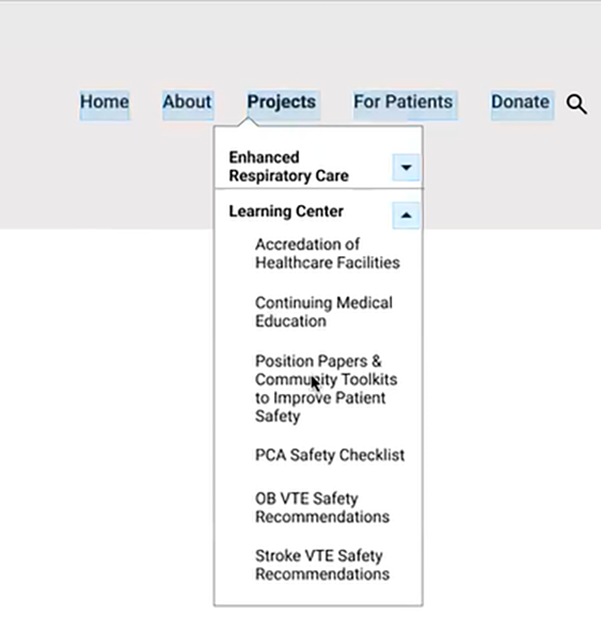 Home About Projects For Patients Donate
Enhanced
Respiratory Care
Learning Center
Accredation of
Healthcare Facilities
Continuing Medical
Education
Position Papers &
Community Toolkits
to Improve Patient
Safety
PCA Safety Checklist
OB VTE Safety
Recommendations
Stroke VTE Safety
Recommendations